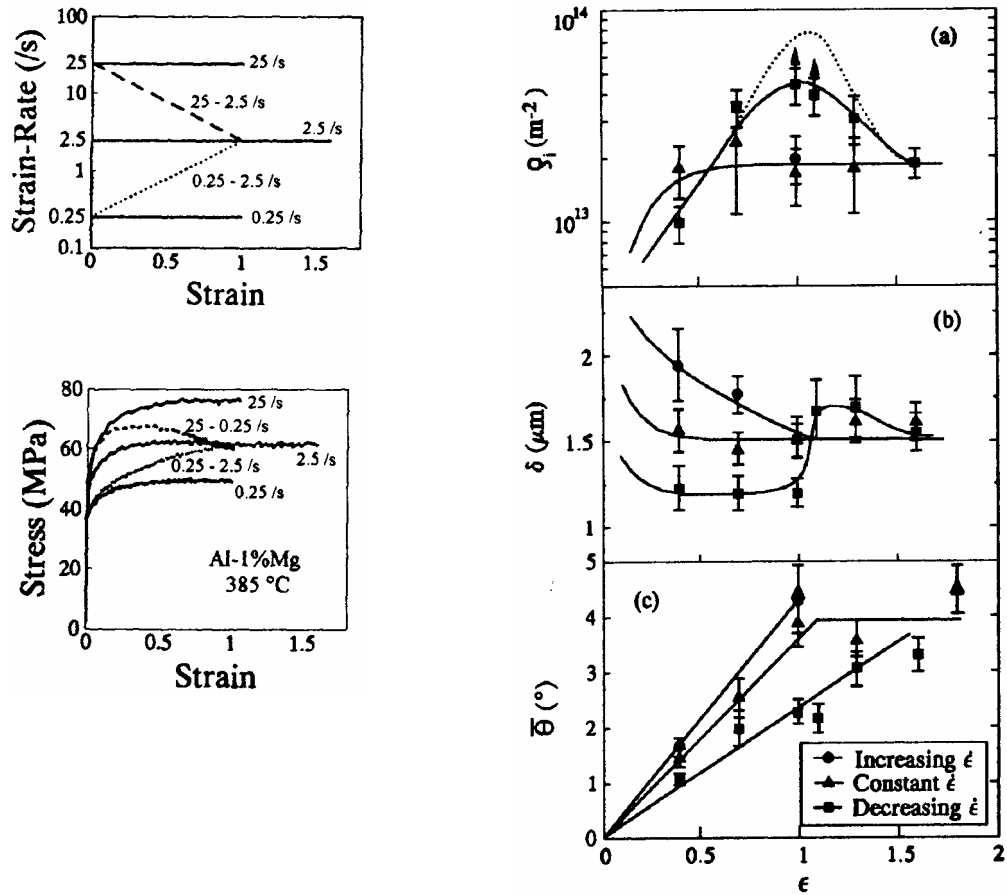 100
25
10
2.5
1
0.25
0.1
Strain-Rate (/s)
25 /s
25 - 2.5 /s
2.5 /s
0.25 - 2.5 /s
0.25 /s
0 0.5 1 1.5
Strain
80
60
40
20
0
Stress (MPa)
25 /s
25 - 0.25 /s
2.5 /s
0.25 - 2.5 /s
0.25 /s
Al-1%Mg
385 °C
0 0.5 1 1.5
Strain
(a)
10¹⁴
10¹³
ρᵢ (m⁻²)
(b)
2
1.5
1
δ (μm)
(c)
5
4
3
2
1
0
θ̅ (°)
Increasing ε̇
Constant ε̇
Decreasing ε̇
0 0.5 1 1.5 2
ε